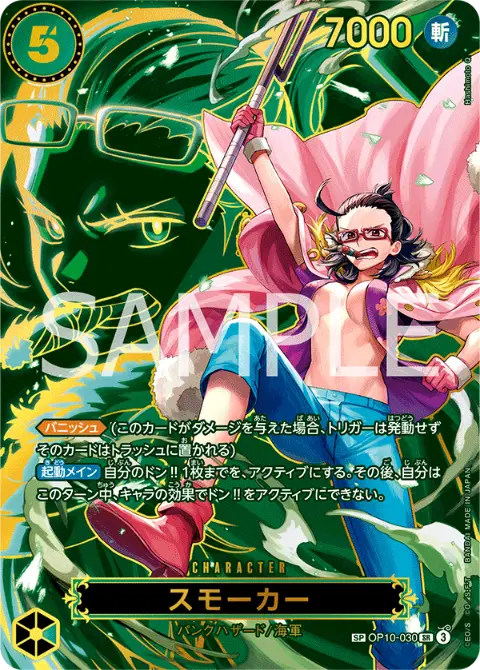 5
7000
斬
Hashimoto Q
SAMPLE
バニッシュ (このカードがダメージを与えた場合、トリガーは発動せず
そのカードはトラッシュに置かれる)
起動メイン 自分のドン!!1枚までを、アクティブにする。その後、自分は
このターン中、キャラの効果でドン!!をアクティブにできない。
BANDAI MADE IN JAPAN
CHARACTER
スモーカー
パンクハザード/海軍
SP OP10-030 SR 3